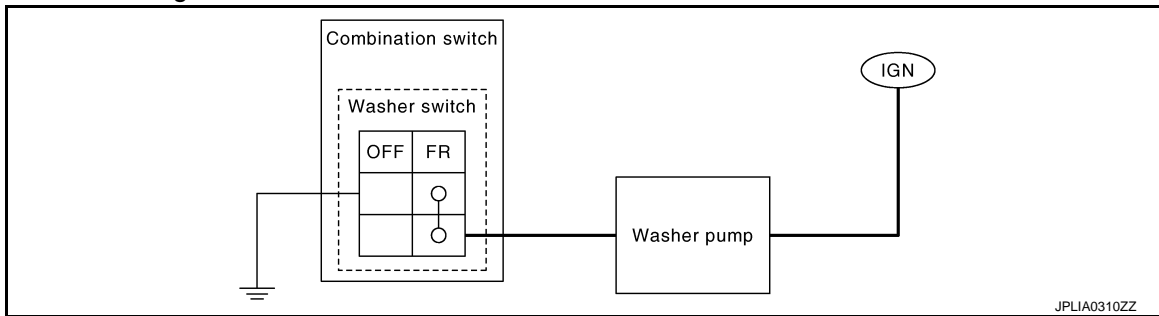 Combination switch
IGN
Washer switch
OFF FR
Washer pump
JPLIA0310ZZ